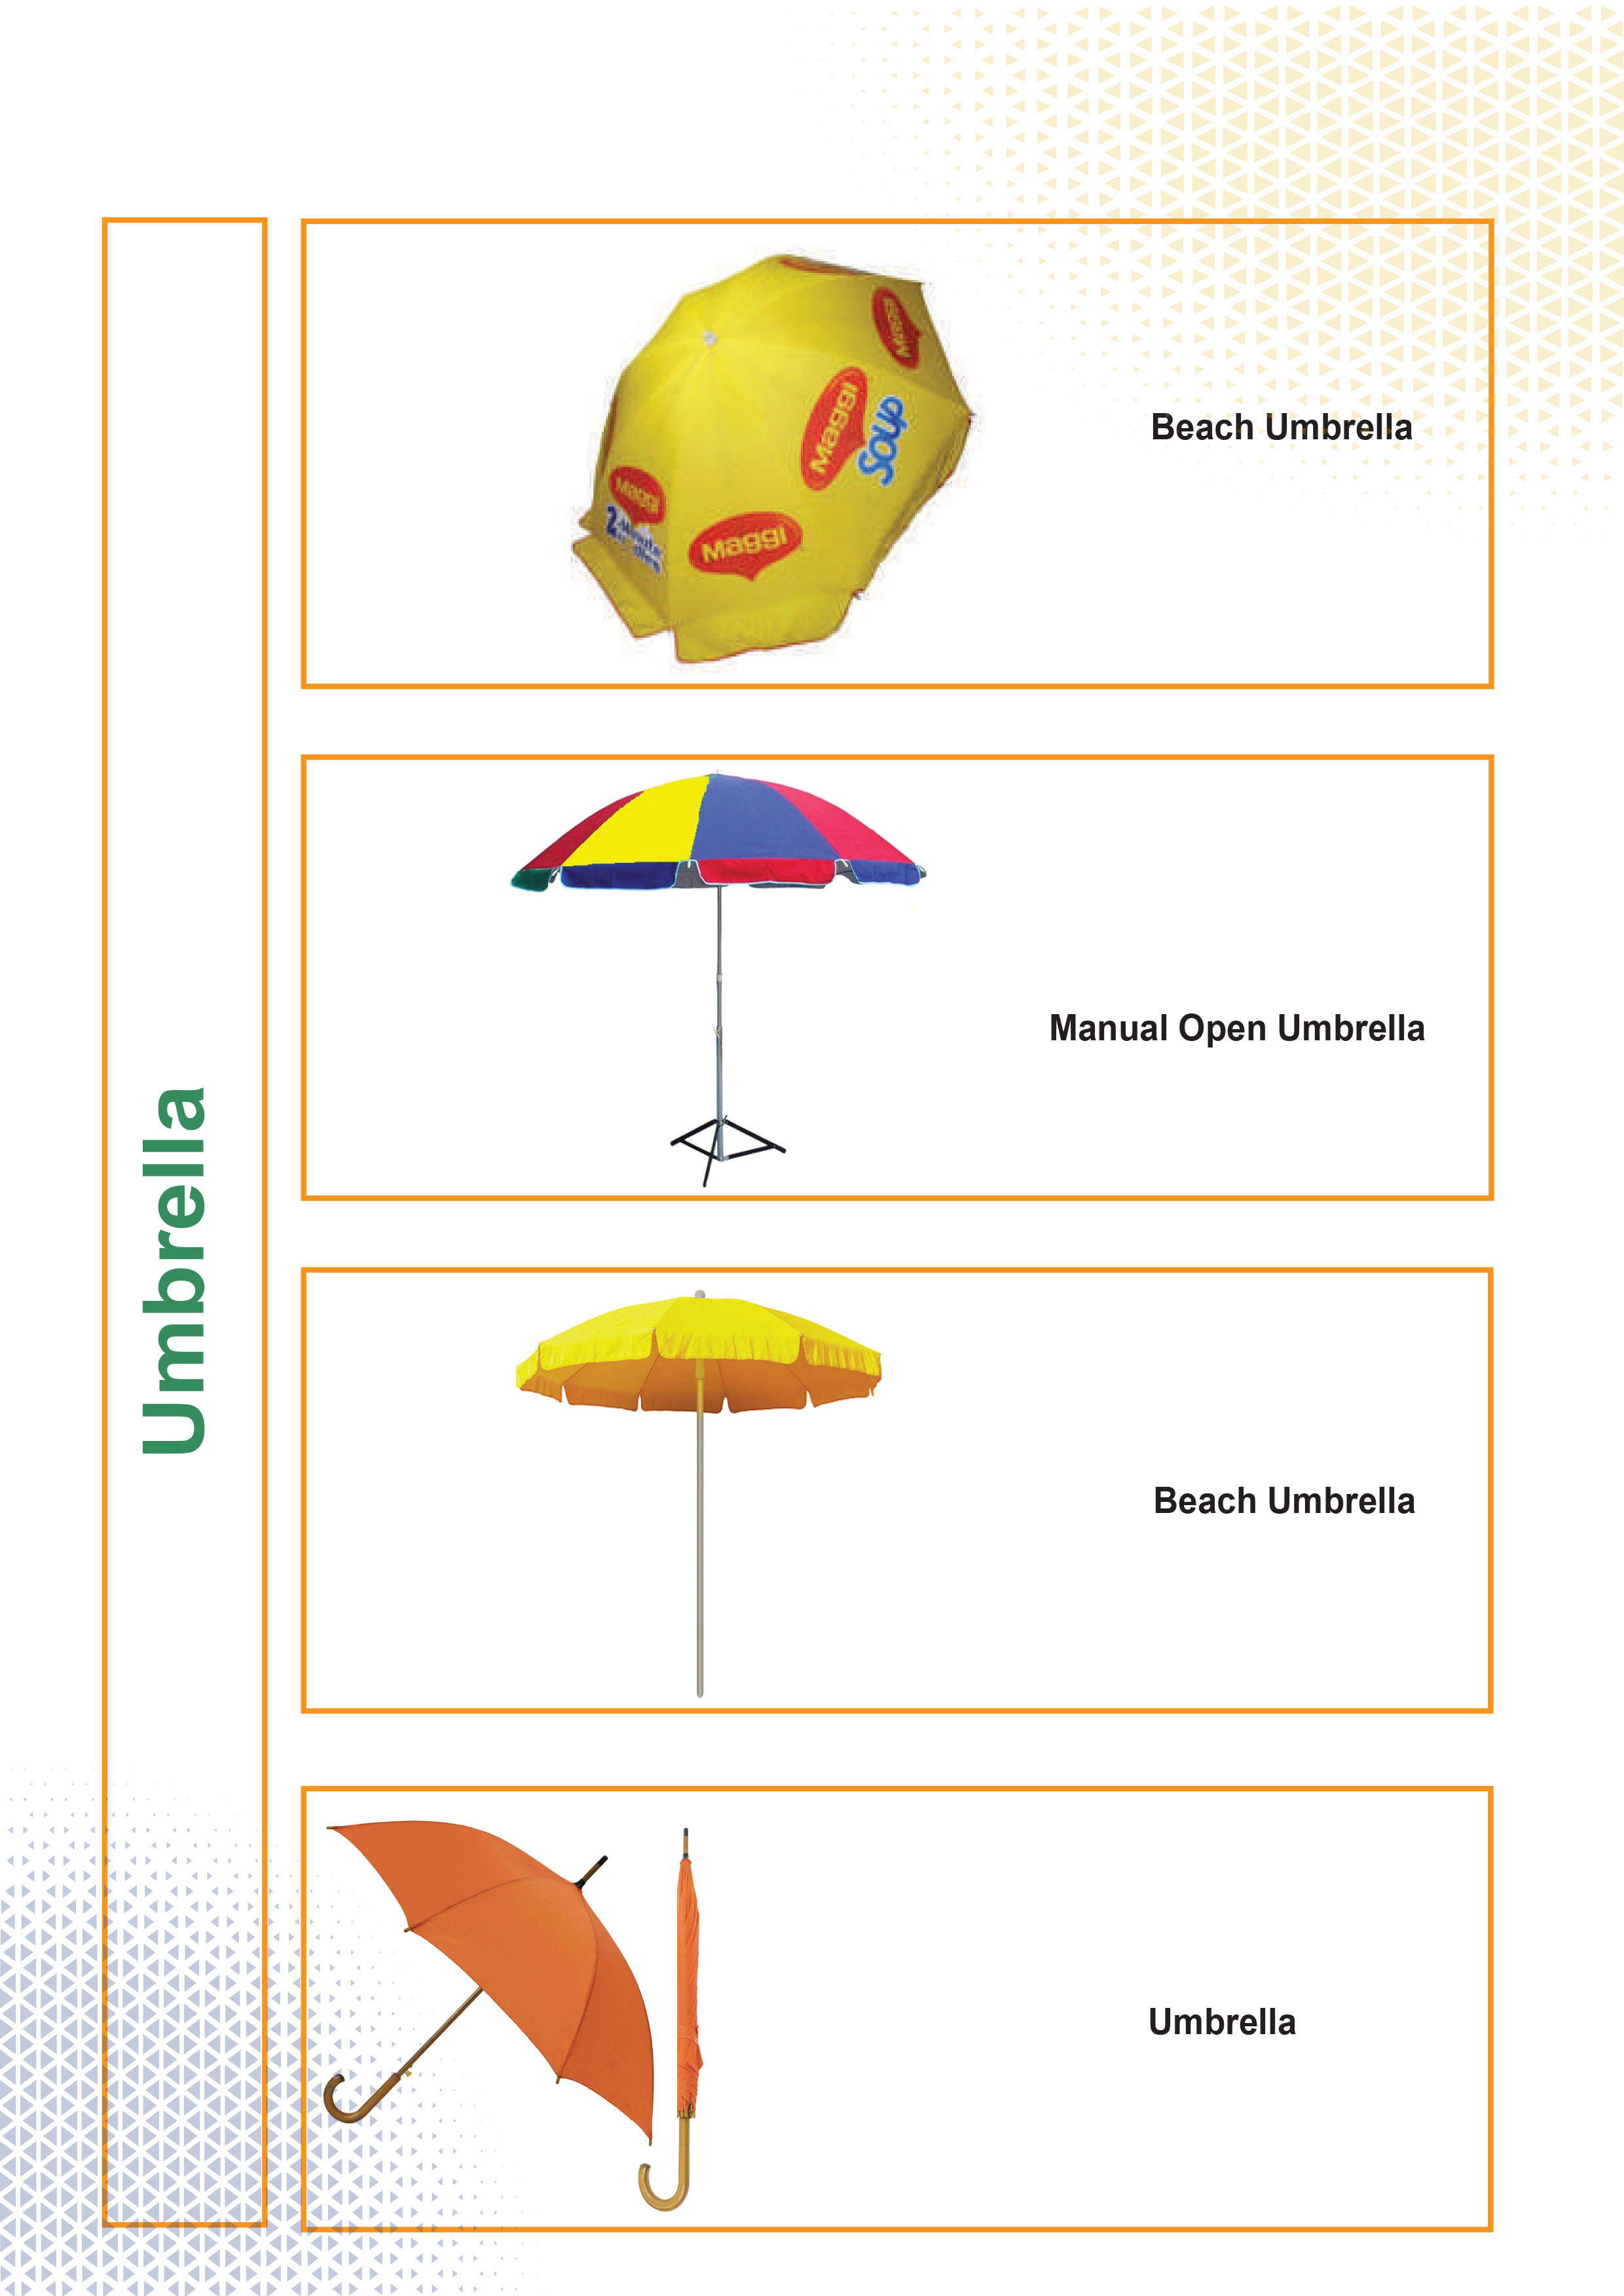 Umbrella
Maggi
Maggi
SOUP
Maggi
2-Minute
Maggi
Beach Umbrella
Manual Open Umbrella
Beach Umbrella
Umbrella